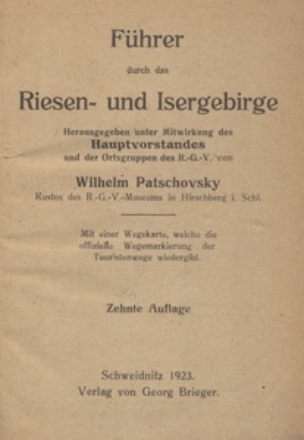 Führer
durch das
Riesen- und Isergebirge
Herausgegeben unter Mitwirkung des
Hauptvorstandes
und der Ortsgruppen des R.-G.-V. von
Wilhelm Patschovsky
Kustos des R.-G.-V.-Museums in Hirschberg i. Schl.
Mit einer Wegekarte, welche die
offizielle Wegemarkierung der
Touristenwege wiedergibt.
Zehnte Auflage
Schweidnitz 1923.
Verlag von Georg Brieger.